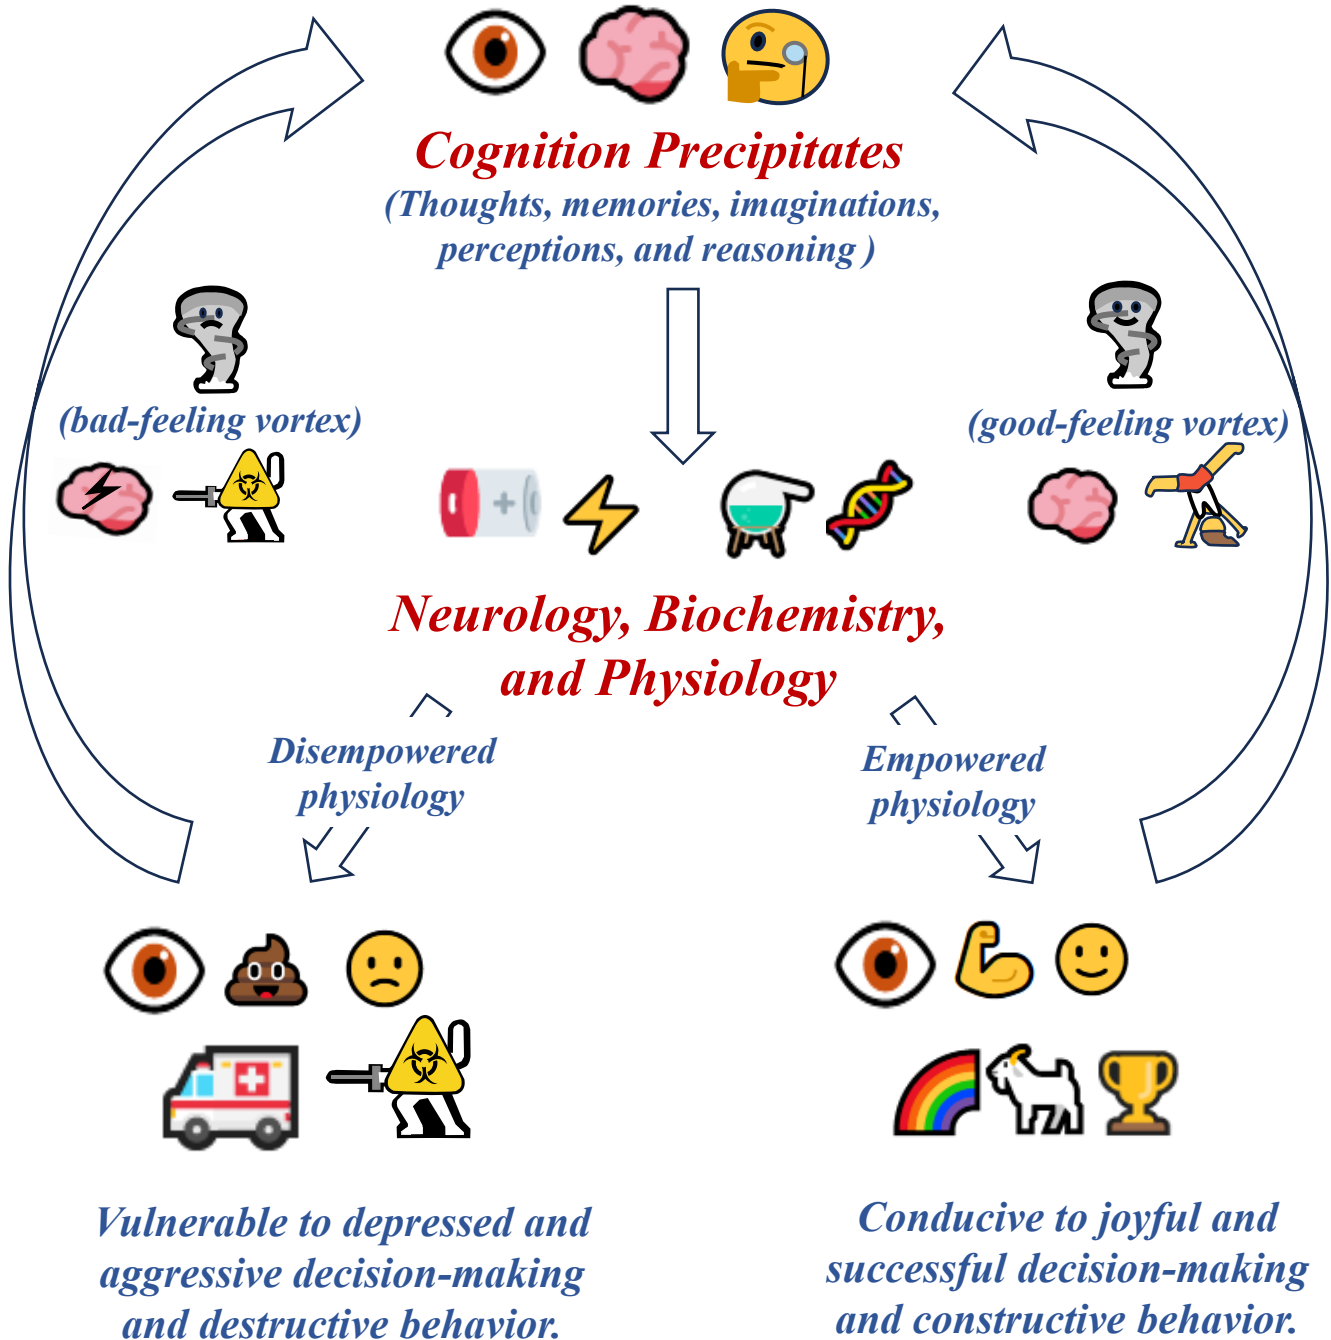 Cognition Precipitates
(Thoughts, memories, imaginations,
perceptions, and reasoning )
(bad-feeling vortex)
(good-feeling vortex)
Neurology, Biochemistry,
and Physiology
Disempowered
physiology
Empowered
physiology
Vulnerable to depressed and
aggressive decision-making
and destructive behavior.
Conducive to joyful and
successful decision-making
and constructive behavior.